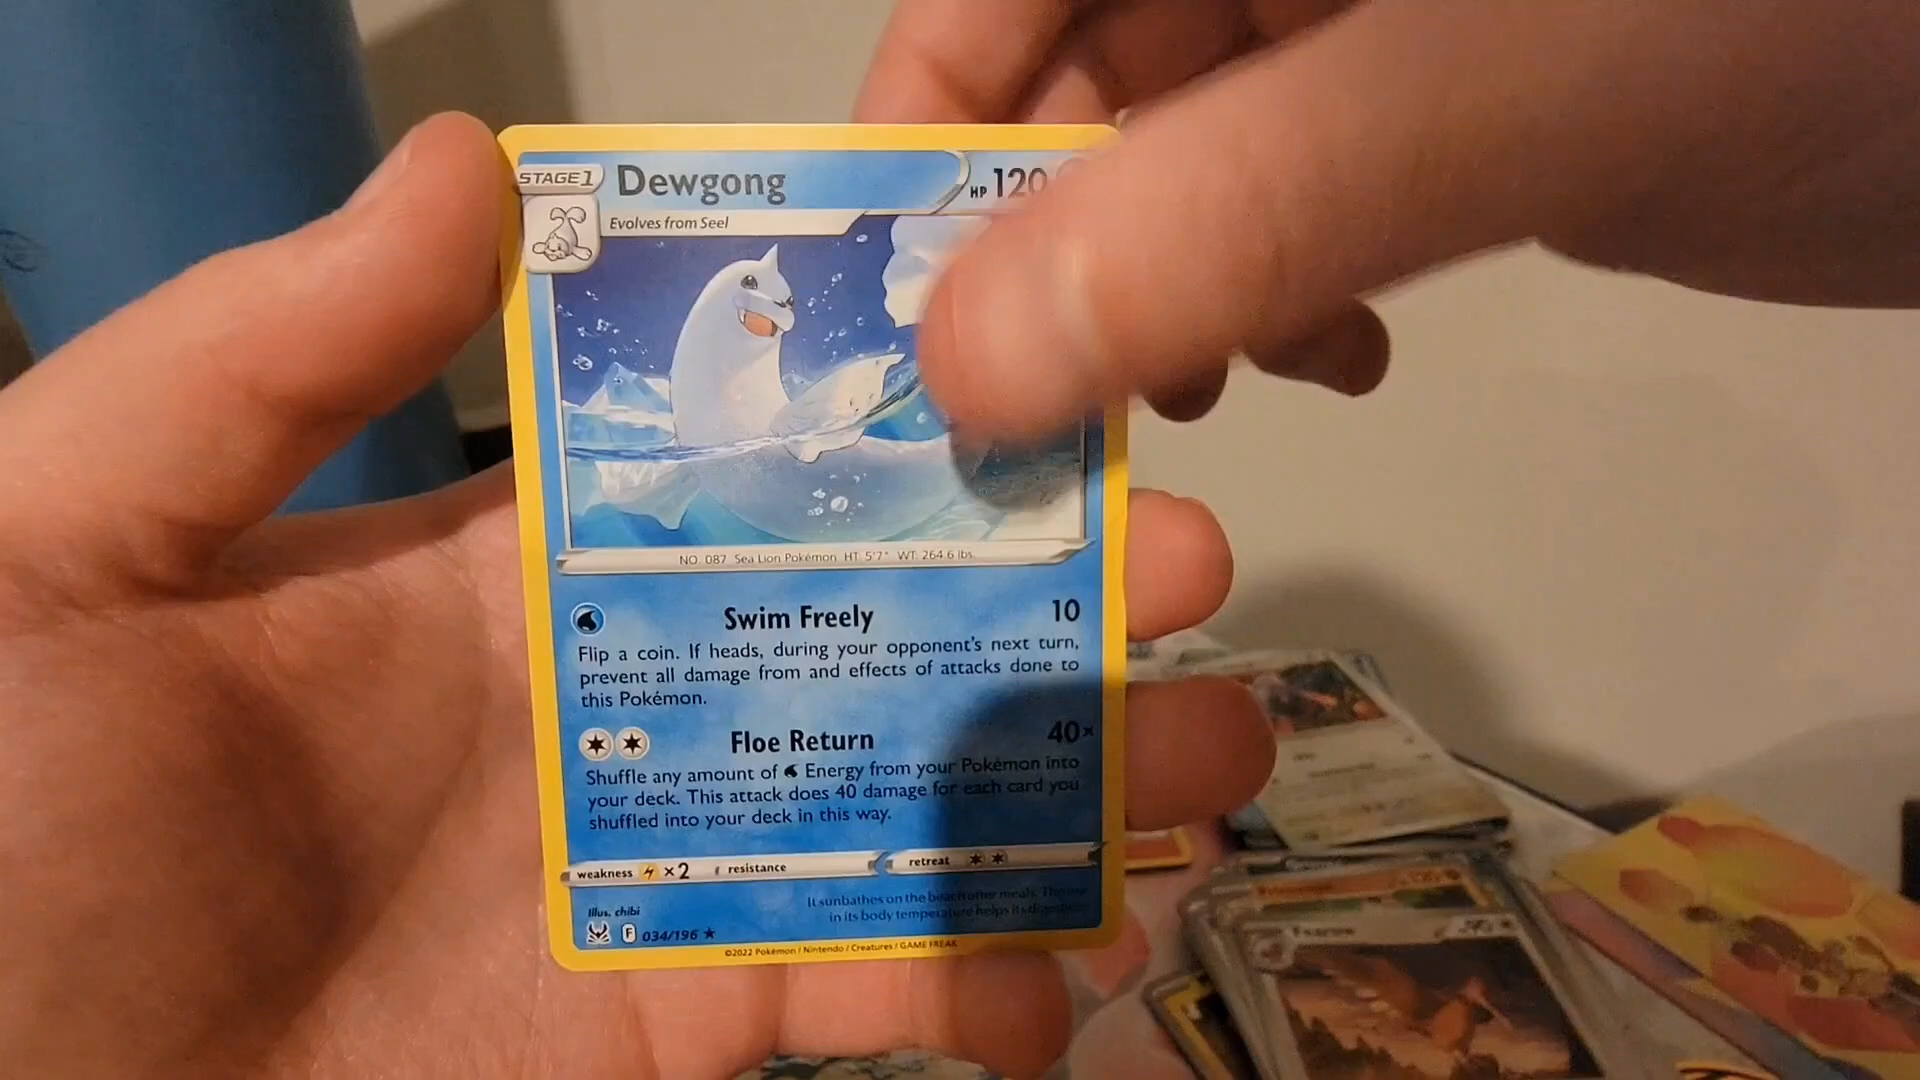 STAGE1
Dewgong
HP 120
Evolves from Seel
NO. 087 Sea Lion Pokémon HT: 5'7" WT: 264.6 lbs.
Swim Freely 10
Flip a coin. If heads, during your opponent's next turn,
prevent all damage from and effects of attacks done to
this Pokémon.
Floe Return 40×
Shuffle any amount of Energy from your Pokémon into
your deck. This attack does 40 damage for each card you
shuffled into your deck in this way.
weakness ×2 resistance retreat
It sunbathes on the beach after meals. The rise
in its body temperature helps its digestion.
Illus. chibi
F 034/196 ★
©2022 Pokémon / Nintendo / Creatures / GAME FREAK